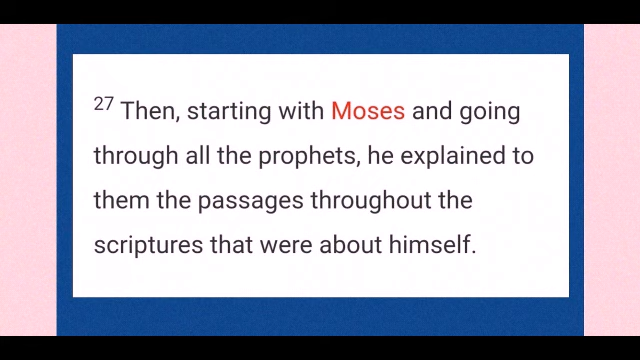 27 Then, starting with Moses and going
through all the prophets, he explained to
them the passages throughout the
scriptures that were about himself.